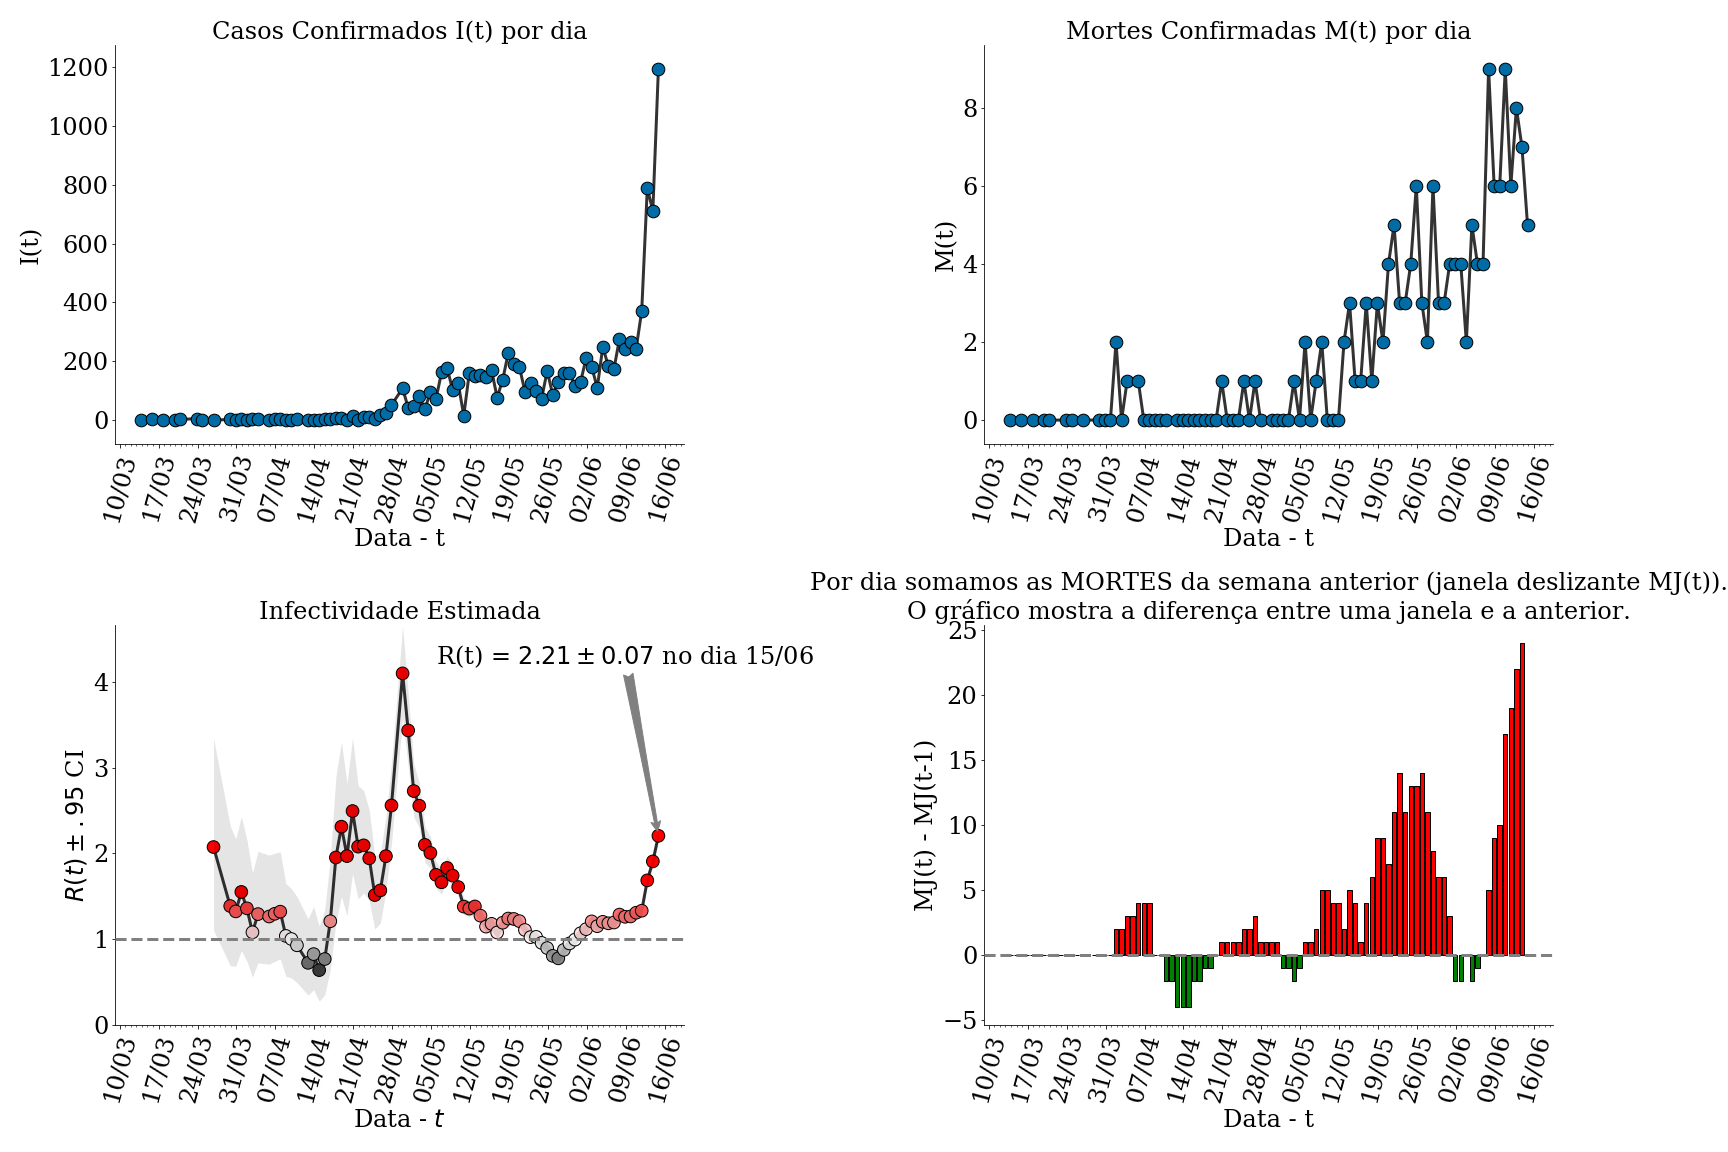 Casos Confirmados I(t) por dia
1200
1000
800
600
400
200
0
I(t)
10/03 17/03 24/03 31/03 07/04 14/04 21/04 28/04 05/05 12/05 19/05 26/05 02/06 09/06 16/06
Data - t
Mortes Confirmadas M(t) por dia
8
6
4
2
0
M(t)
10/03 17/03 24/03 31/03 07/04 14/04 21/04 28/04 05/05 12/05 19/05 26/05 02/06 09/06 16/06
Data - t
Infectividade Estimada
R(t) = 2.21 ± 0.07 no dia 15/06
4
3
2
1
0
R(t) ± .95 CI
10/03 17/03 24/03 31/03 07/04 14/04 21/04 28/04 05/05 12/05 19/05 26/05 02/06 09/06 16/06
Data - t
Por dia somamos as MORTES da semana anterior (janela deslizante MJ(t)).
O gráfico mostra a diferença entre uma janela e a anterior.
25
20
15
10
5
0
−5
MJ(t) - MJ(t-1)
10/03 17/03 24/03 31/03 07/04 14/04 21/04 28/04 05/05 12/05 19/05 26/05 02/06 09/06 16/06
Data - t